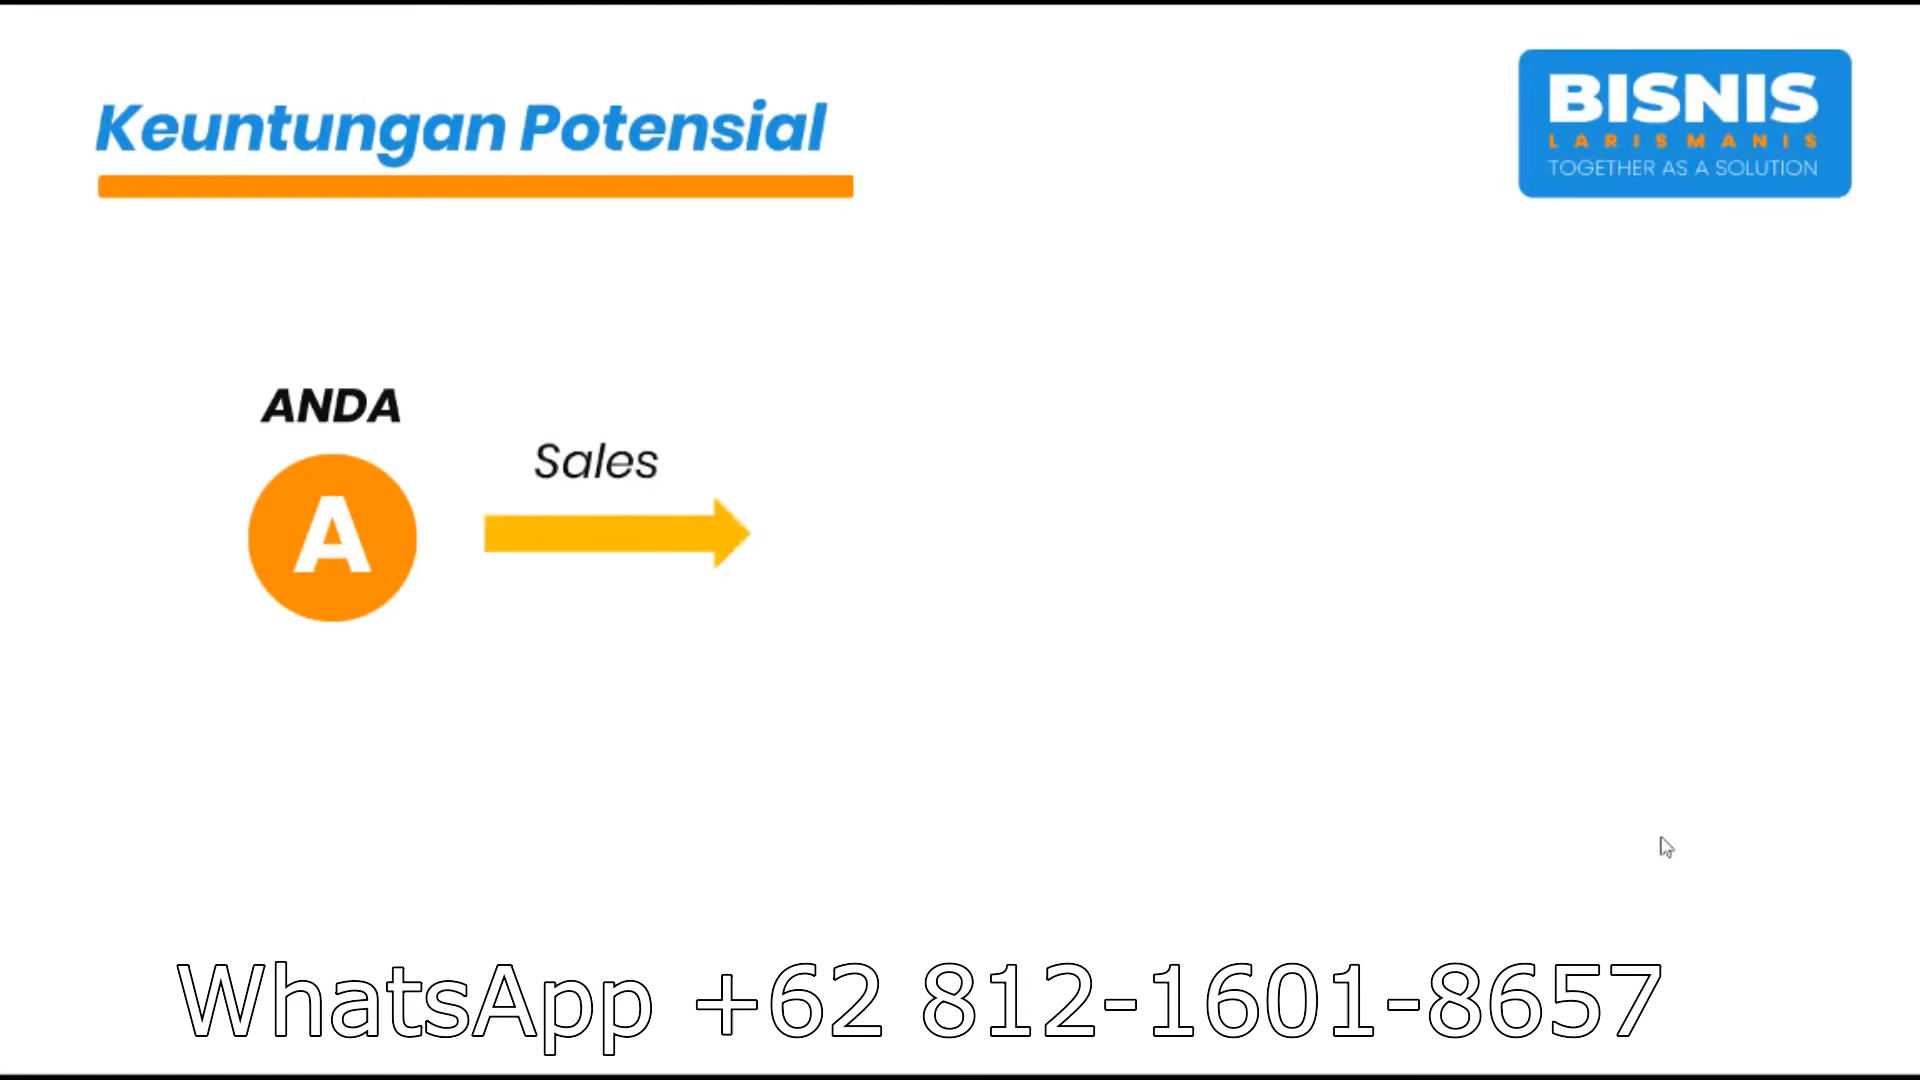 Keuntungan Potensial
BISNIS
LARISMANIS
TOGETHER AS A SOLUTION
ANDA
A
Sales
WhatsApp +62 812-1601-8657